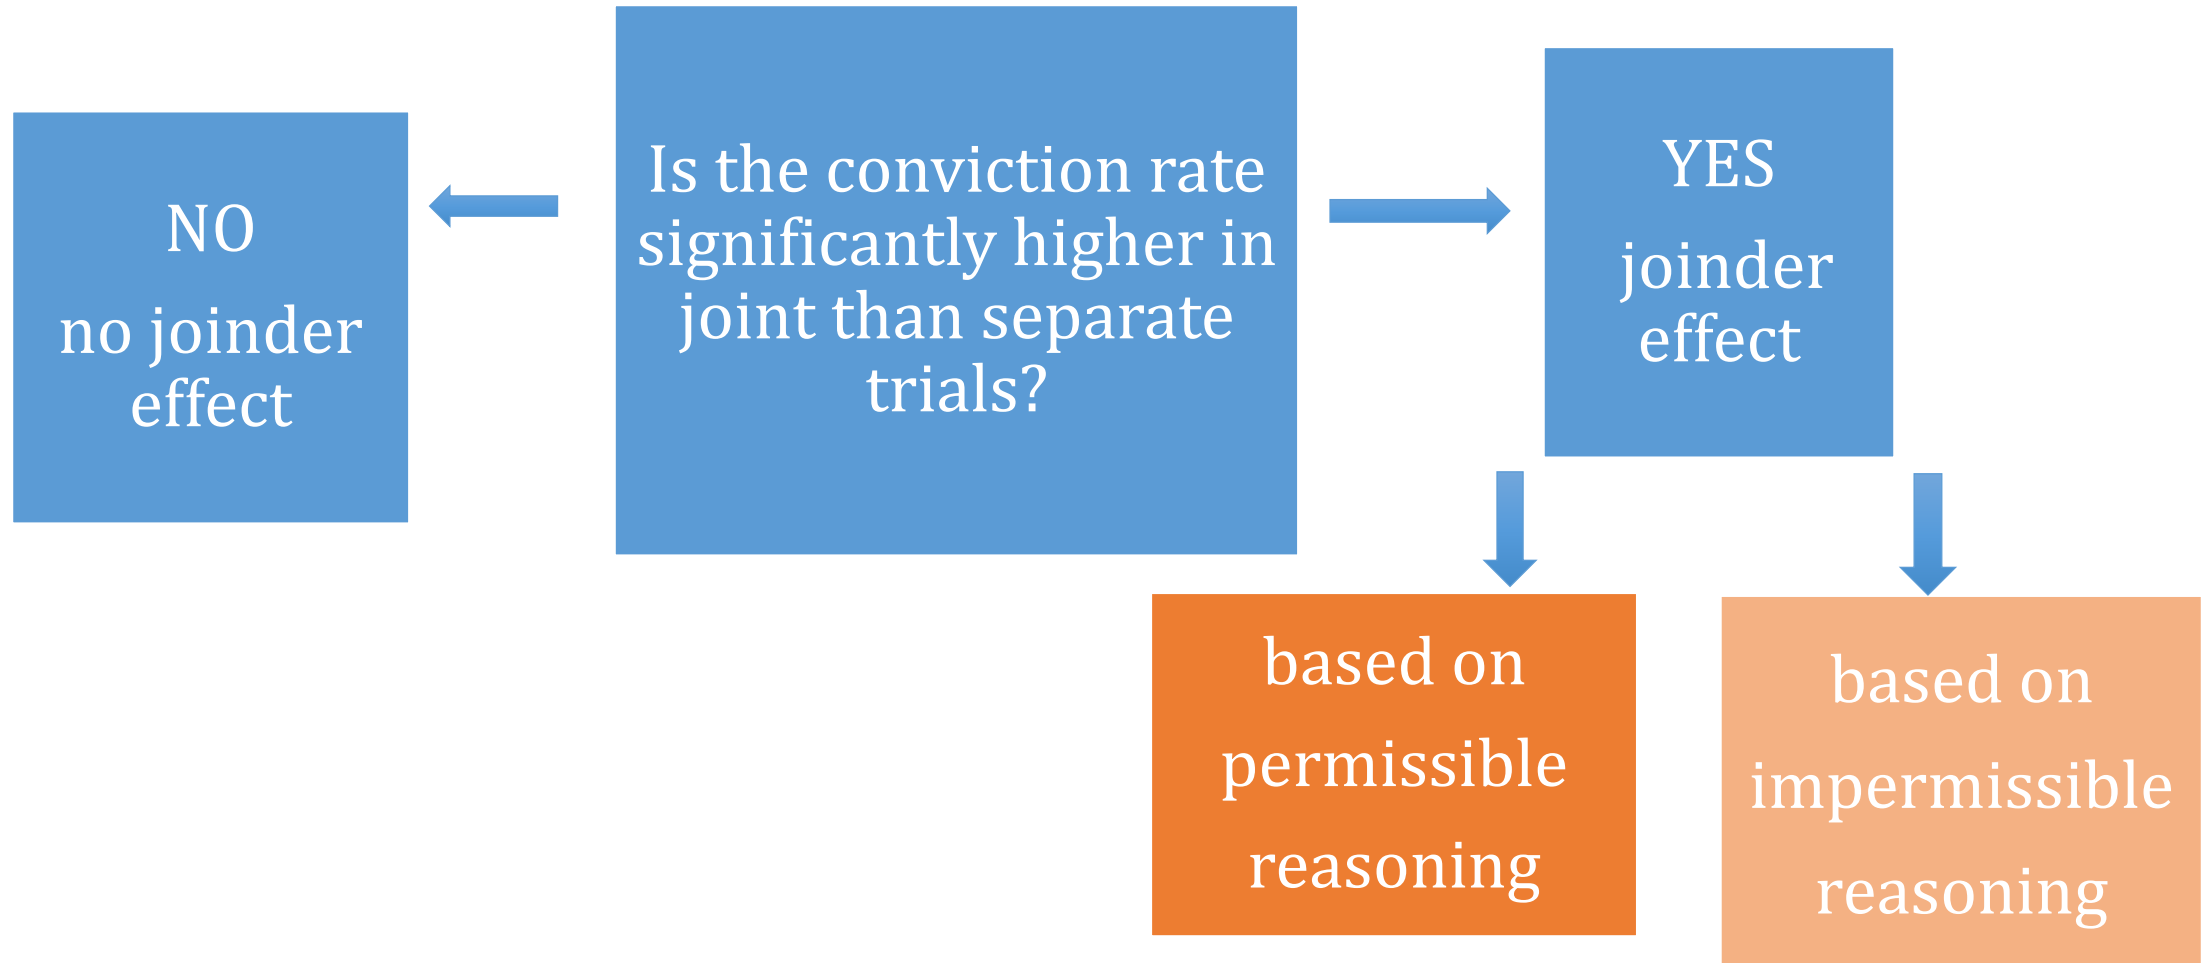 NO
no joinder
effect
Is the conviction rate
significantly higher in
joint than separate
trials?
YES
joinder
effect
based on
permissible
reasoning
based on
impermissible
reasoning